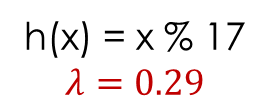 h(x) = x % 17
λ = 0.29